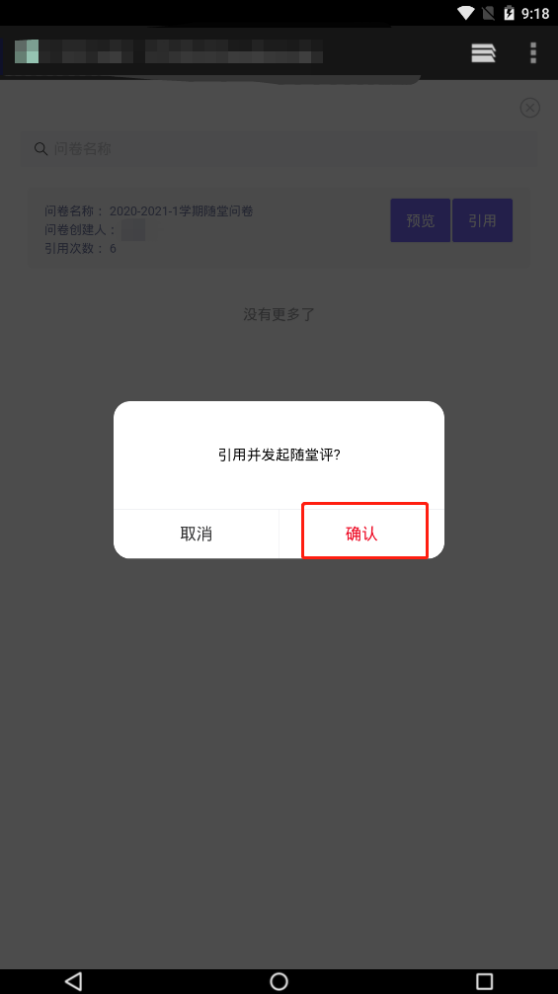 9:18
问卷名称
问卷名称： 2020-2021-1学期随堂问卷
预览 引用
问卷创建人：
引用次数： 6
没有更多了
引用并发起随堂评?
取消 确认